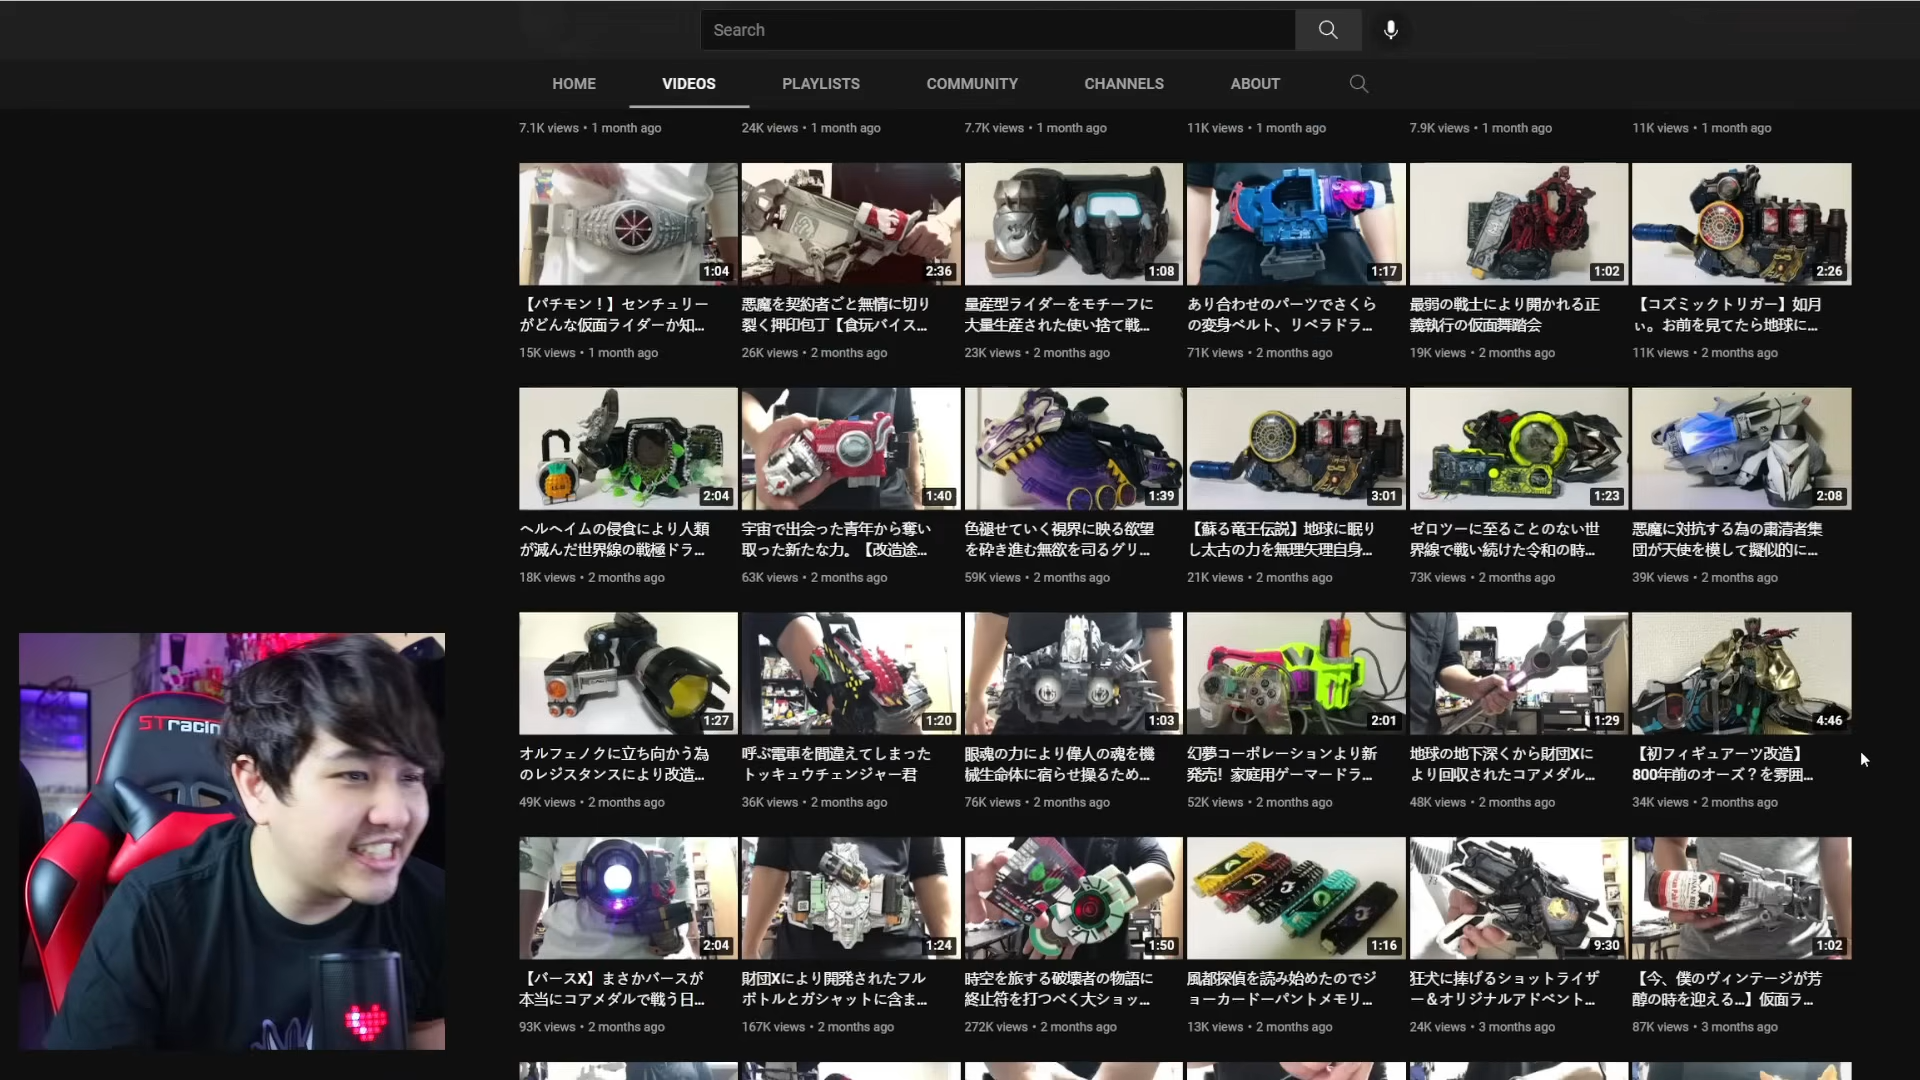 Search
HOME
VIDEOS
PLAYLISTS
COMMUNITY
CHANNELS
ABOUT
7.1K views • 1 month ago
24K views • 1 month ago
7.7K views • 1 month ago
11K views • 1 month ago
7.9K views • 1 month ago
11K views • 1 month ago
1:04
2:36
1:08
1:17
1:02
2:26
【パチモン！】センチュリー
がどんな仮面ライダーか知...
15K views • 1 month ago
悪魔を契約者ごと無情に切り
裂く押印包丁【食玩バイス...
26K views • 2 months ago
量産型ライダーをモチーフに
大量生産された使い捨て戦...
23K views • 2 months ago
あり合わせのパーツでさくら
の変身ベルト、リベラドラ...
71K views • 2 months ago
最弱の戦士により開かれる正
義執行の仮面舞踏会
19K views • 2 months ago
【コズミックトリガー】如月
ぃ。お前を見てたら地球に...
11K views • 2 months ago
2:04
1:40
1:39
3:01
1:23
2:08
ヘルヘイムの侵食により人類
が滅んだ世界線の戦極ドラ...
18K views • 2 months ago
宇宙で出会った青年から奪い
取った新たな力。【改造途...
63K views • 2 months ago
色褪せていく視界に映る欲望
を砕き進む無欲を司るグリ...
59K views • 2 months ago
【蘇る竜王伝説】地球に眠り
し太古の力を無理矢理自身...
21K views • 2 months ago
ゼロツーに至ることのない世
界線で戦い続けた令和の時...
73K views • 2 months ago
悪魔に対抗する為の粛清者集
団が天使を模して擬似的に...
39K views • 2 months ago
1:27
1:20
1:03
2:01
1:29
4:46
オルフェノクに立ち向かう為
のレジスタンスにより改造...
49K views • 2 months ago
呼ぶ電車を間違えてしまった
トッキュウチェンジャー君
36K views • 2 months ago
眼魂の力により偉人の魂を機
械生命体に宿らせ操るため...
76K views • 2 months ago
幻夢コーポレーションより新
発売！家庭用ゲーマードラ...
52K views • 2 months ago
地球の地下深くから財団Xに
より回収されたコアメダル...
48K views • 2 months ago
【初フィギュアーツ改造】
800年前のオーズ？を雰囲...
34K views • 2 months ago
STracin
2:04
1:24
1:50
1:16
9:30
1:02
【バースX】まさかバースが
本当にコアメダルで戦う日...
93K views • 2 months ago
財団Xにより開発されたフル
ボトルとガシャットに含ま...
167K views • 2 months ago
時空を旅する破壊者の物語に
終止符を打つべく大ショッ...
272K views • 2 months ago
風都探偵を読み始めたのでジ
ョーカードーパントメモリ...
13K views • 2 months ago
狂犬に捧げるショットライザ
ー＆オリジナルアドベント...
24K views • 3 months ago
【今、僕のヴィンテージが芳
醇の時を迎える...】仮面ラ...
87K views • 3 months ago